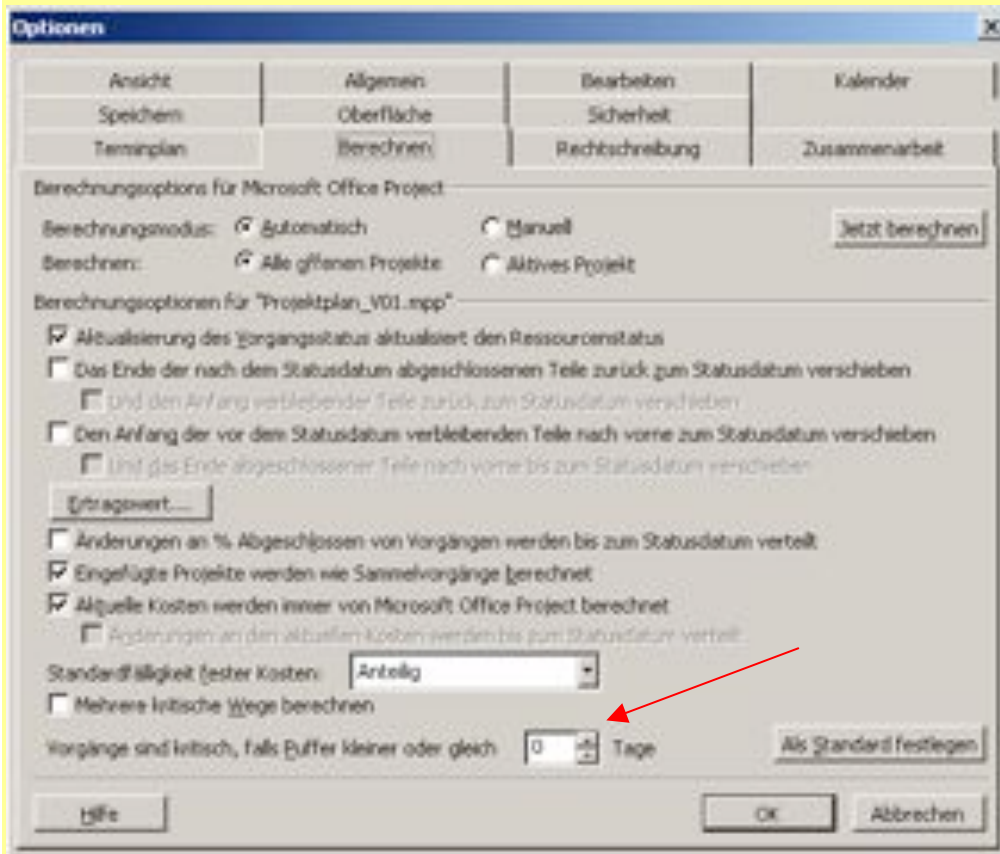 Optionen
Ansicht Allgemein Bearbeiten Kalender
Speichern Oberfläche Sicherheit
Terminplan Berechnen Rechtschreibung Zusammenarbeit
Berechnungsoptions für Microsoft Office Project
Berechnungsmodus: Automatisch Manuell Jetzt berechnen
Berechnen: Alle offenen Projekte Aktives Projekt
Berechnungsoptionen für "Projektplan_V01.mpp"
Aktualisierung des Vorgangsstatus aktualisiert den Ressourcenstatus
Das Ende der nach dem Statusdatum abgeschlossenen Teile zurück zum Statusdatum verschieben
Und den Anfang verbleibender Teile zurück zum Statusdatum verschieben
Den Anfang der vor dem Statusdatum verbleibenden Teile nach vorne zum Statusdatum verschieben
Und das Ende abgeschlossener Teile nach vorne bis zum Statusdatum verschieben
Ertragswert...
Änderungen an % Abgeschlossen von Vorgängen werden bis zum Statusdatum verteilt
Eingefügte Projekte werden wie Sammelvorgänge berechnet
Aktuelle Kosten werden immer von Microsoft Office Project berechnet
Änderungen an den aktuellen Kosten werden bis zum Statusdatum verteilt
Standardfälligkeit fester Kosten: Anteilig
Mehrere kritische Wege berechnen
Vorgänge sind kritisch, falls Puffer kleiner oder gleich 0 Tage Als Standard festlegen
Hilfe OK Abbrechen